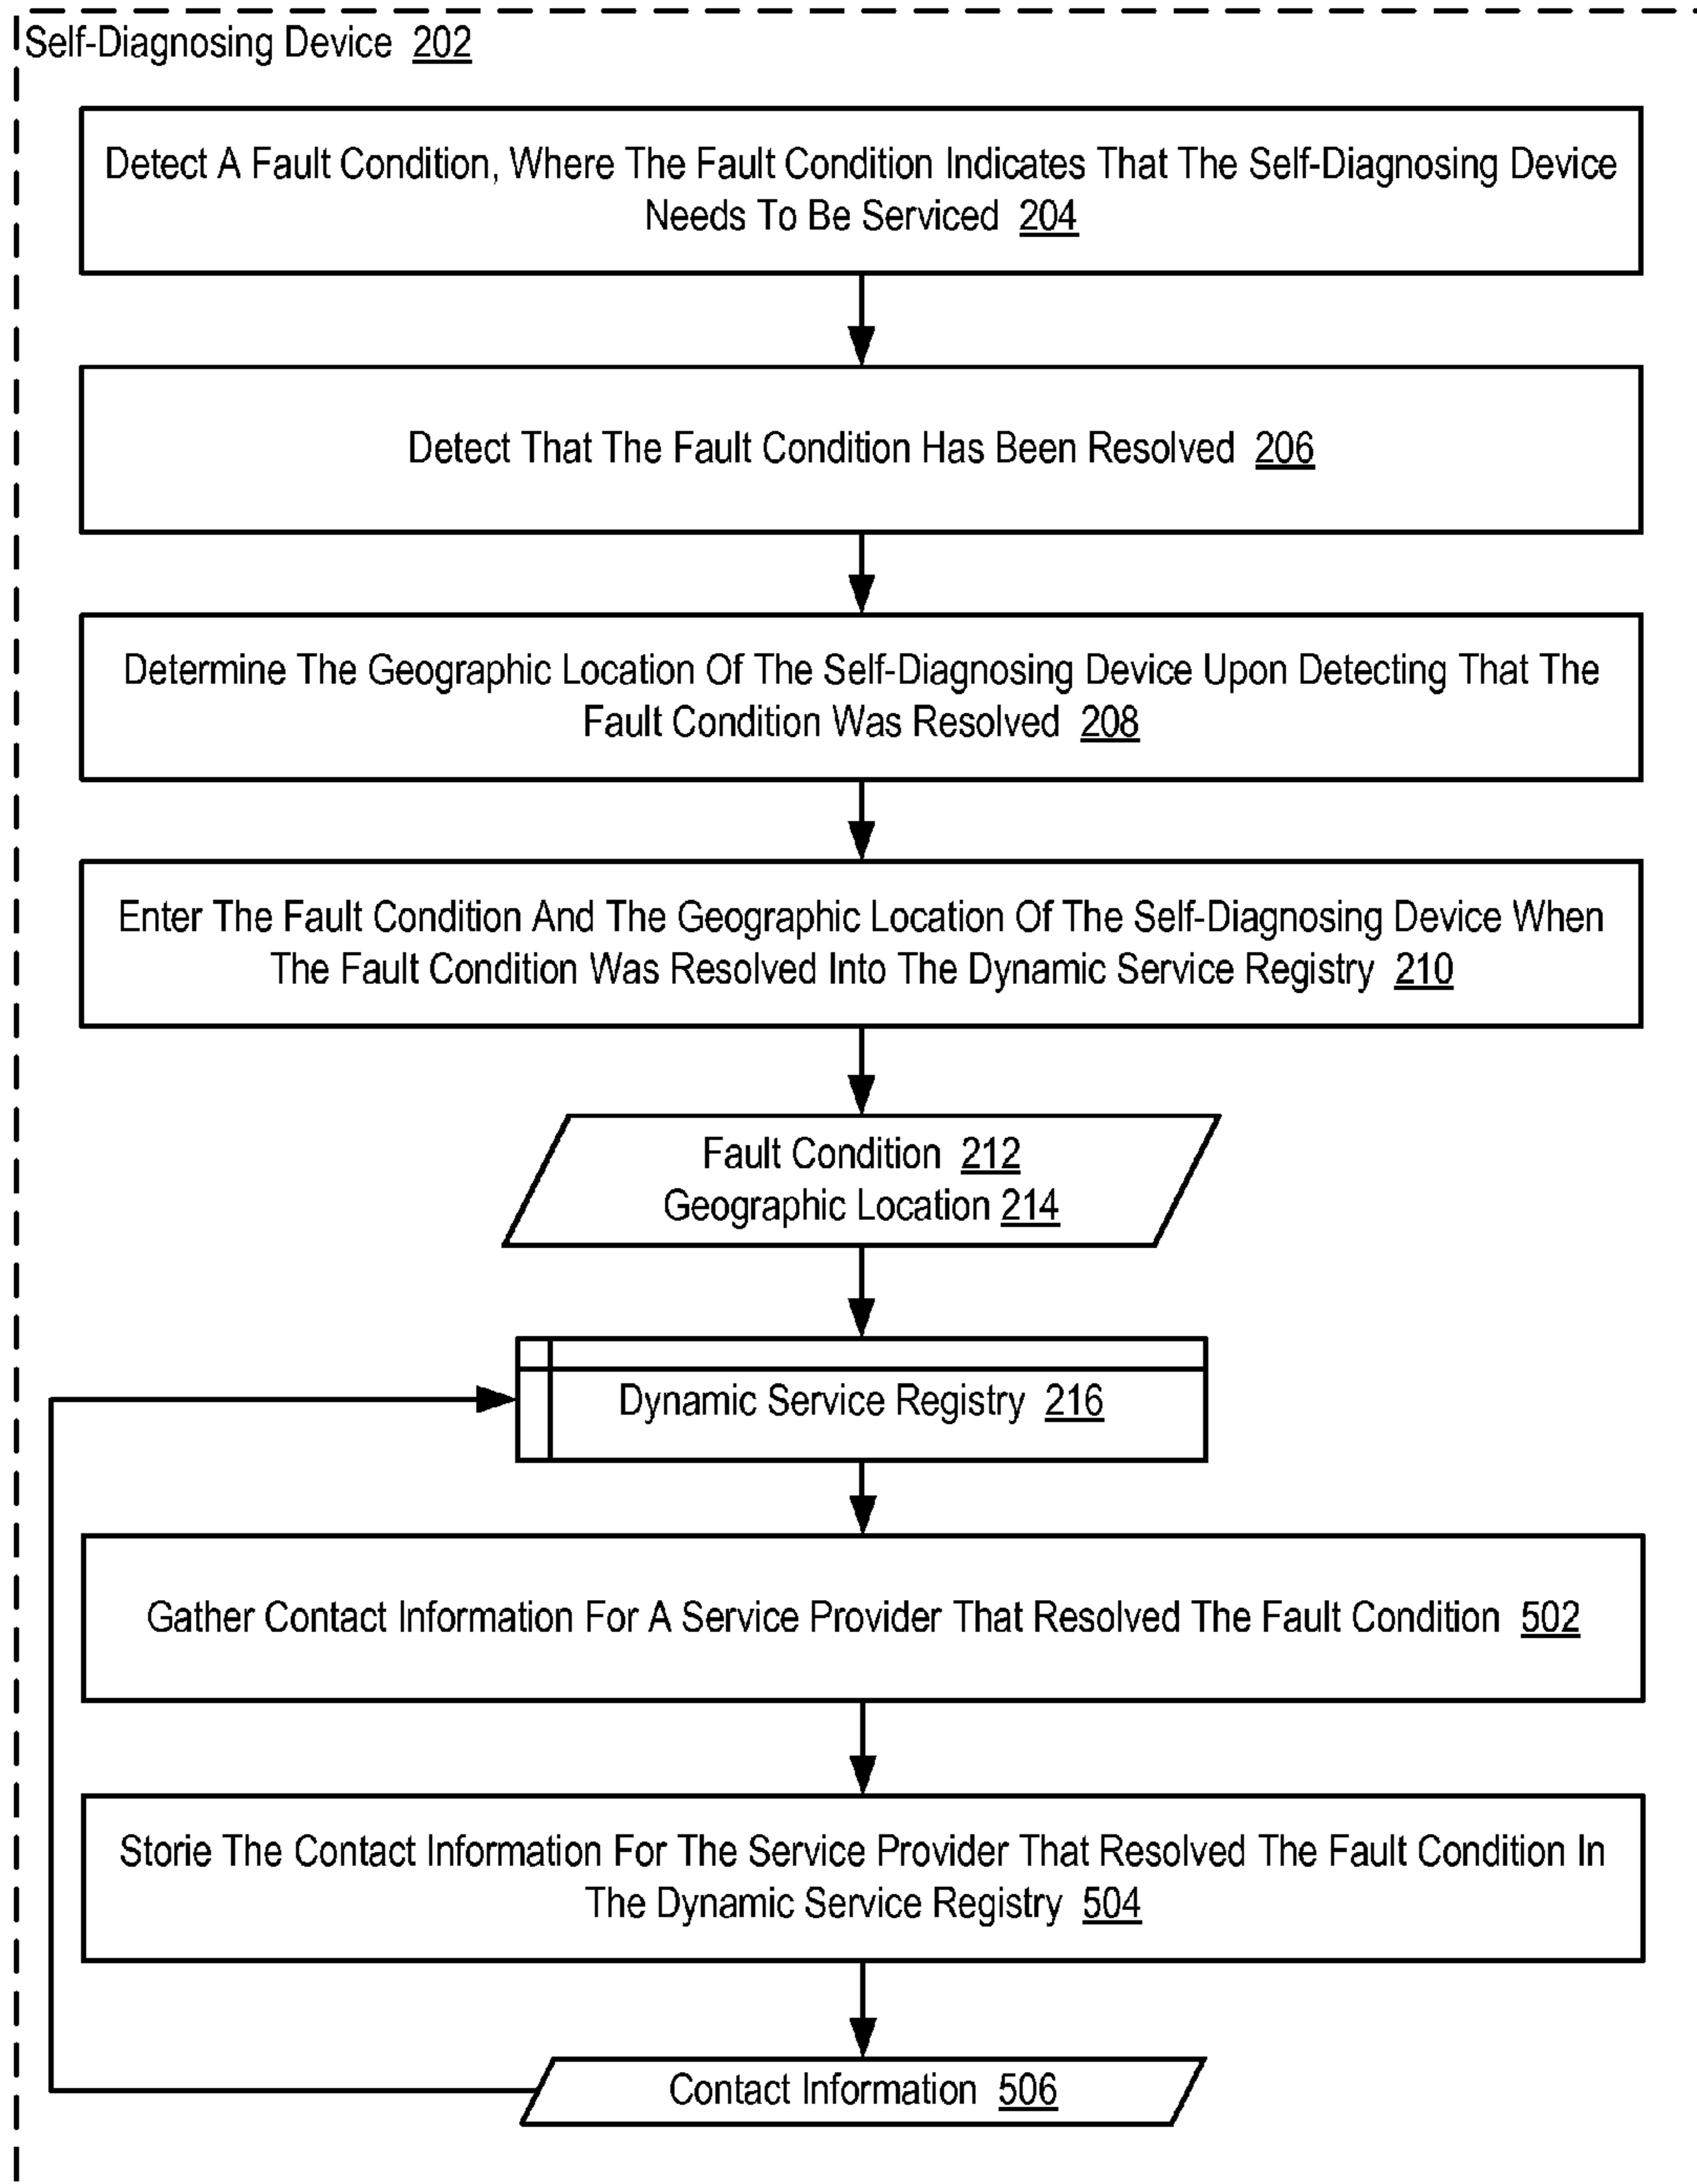 Self-Diagnosing Device 202
Detect A Fault Condition, Where The Fault Condition Indicates That The Self-Diagnosing Device
Needs To Be Serviced 204
Detect That The Fault Condition Has Been Resolved 206
Determine The Geographic Location Of The Self-Diagnosing Device Upon Detecting That The
Fault Condition Was Resolved 208
Enter The Fault Condition And The Geographic Location Of The Self-Diagnosing Device When
The Fault Condition Was Resolved Into The Dynamic Service Registry 210
Fault Condition 212
Geographic Location 214
Dynamic Service Registry 216
Gather Contact Information For A Service Provider That Resolved The Fault Condition 502
Storie The Contact Information For The Service Provider That Resolved The Fault Condition In
The Dynamic Service Registry 504
Contact Information 506